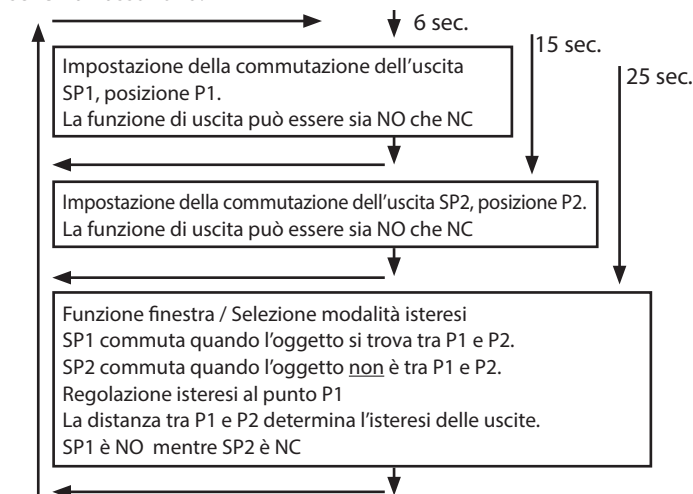 6 sec.
15 sec.
25 sec.
Impostazione della commutazione dell'uscita
SP1, posizione P1.
La funzione di uscita può essere sia NO che NC
Impostazione della commutazione dell'uscita SP2, posizione P2.
La funzione di uscita può essere sia NO che NC
Funzione finestra / Selezione modalità isteresi
SP1 commuta quando l'oggetto si trova tra P1 e P2.
SP2 commuta quando l'oggetto non è tra P1 e P2.
Regolazione isteresi al punto P1
La distanza tra P1 e P2 determina l'isteresi delle uscite.
SP1 è NO mentre SP2 è NC